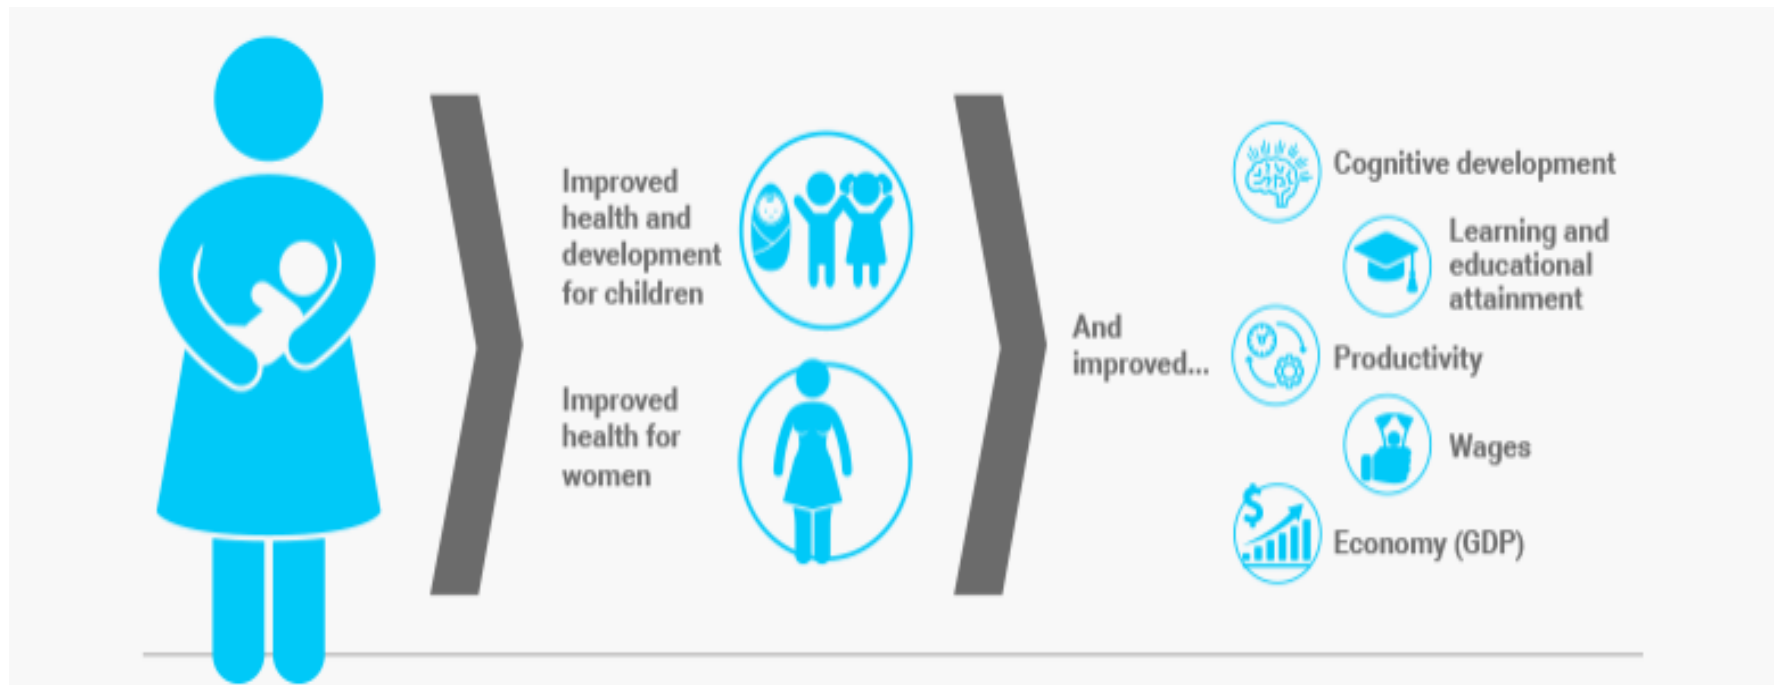 Improved
health and
development
for children
Improved
health for
women
And
improved...
Cognitive development
Learning and
educational
attainment
Productivity
Wages
$
Economy (GDP)